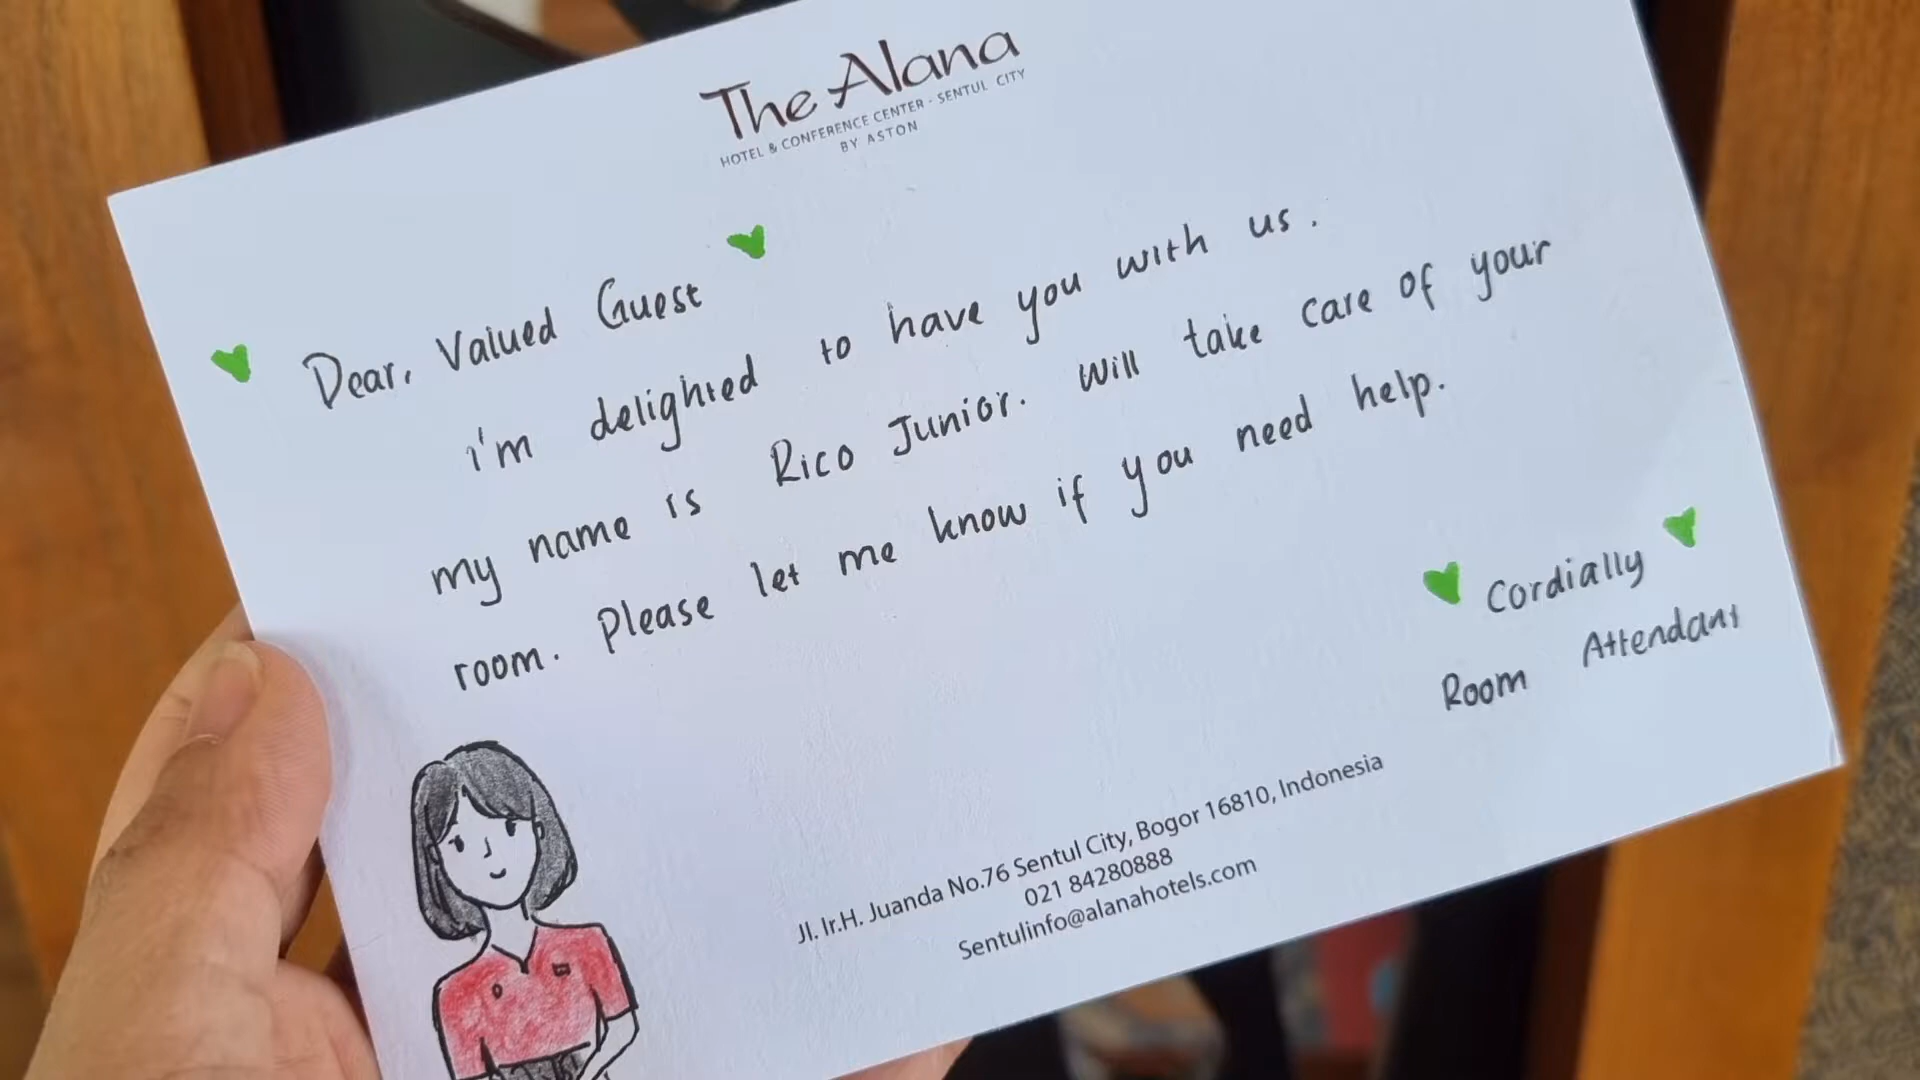 The Alana
HOTEL & CONFERENCE CENTER - SENTUL CITY
BY ASTON
Dear, Valued Guest
i'm delighted to have you with us.
my name is Rico Junior. Will take care of your
room. Please let me know if you need help.
Cordially
Room Attendant
Jl. Ir.H. Juanda No.76 Sentul City, Bogor 16810, Indonesia
021 84280888
Sentulinfo@alanahotels.com